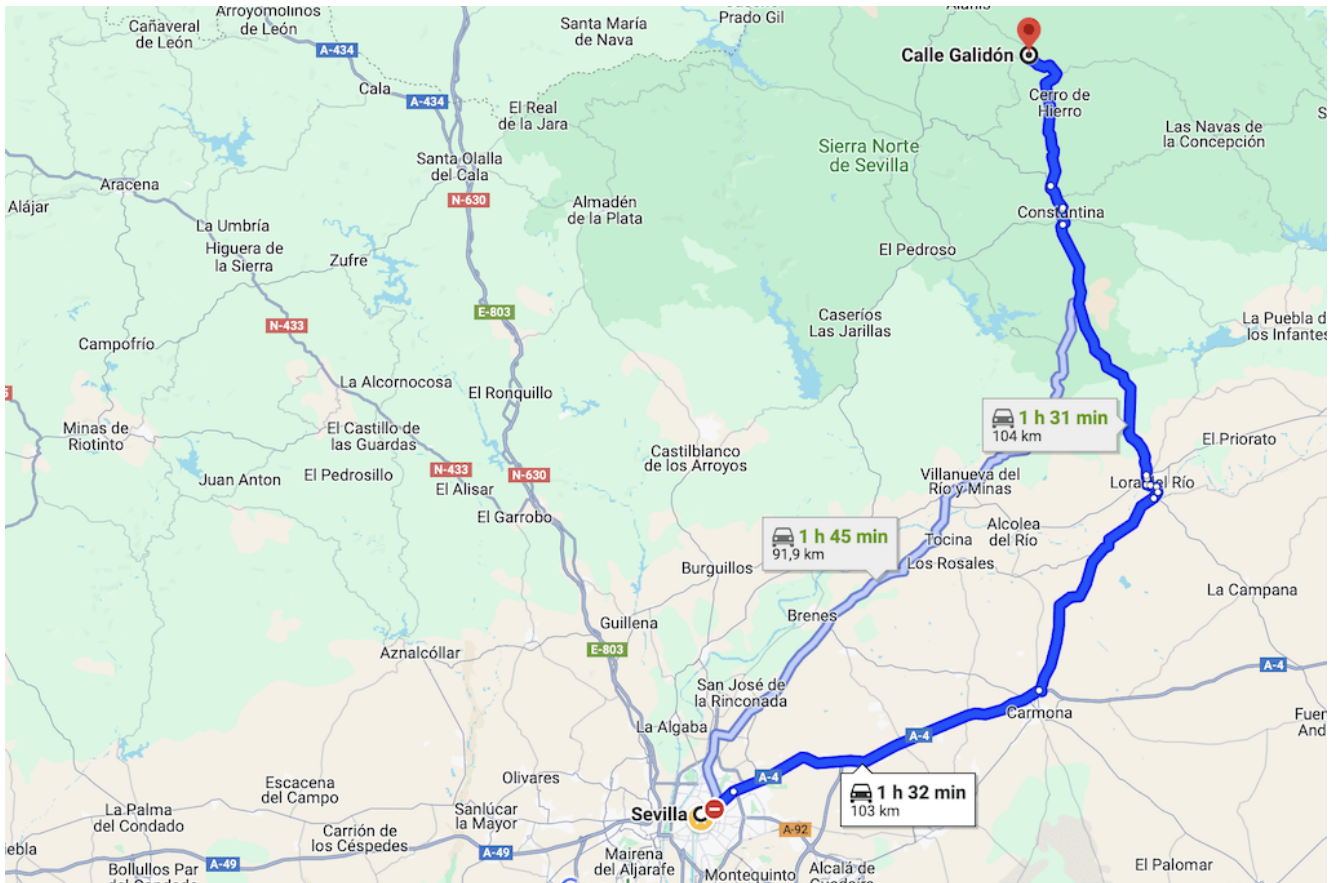 Arroyomolinos
de León
Cañaveral
de León
Santa María
de Nava
Prado Gil
A-434
Calle Galidón
Cala
A-434
El Real
de la Jara
Cerro de
Hierro
Las Navas de
la Concepción
Sierra Norte
de Sevilla
Santa Olalla
del Cala
N-630
Aracena
Alájar
Almadén
de la Plata
Constantina
La Umbría
Higuera de
la Sierra
Zufre
El Pedroso
E-803
Caseríos
Las Jarillas
La Puebla d
los Infantes
N-433
Campofrío
La Alcornocosa
El Ronquillo
1 h 31 min
104 km
Minas de
Riotinto
El Castillo de
las Guardas
Castilblanco
de los Arroyos
El Priorato
Juan Anton
El Pedrosillo
N-433
N-630
El Alisar
Villanueva del
Río y Minas
El Garrobo
1 h 45 min
91,9 km
Alcolea
del Río
Tocina
Los Rosales
Burguillos
La Campana
Brenes
Guillena
E-803
Aznalcóllar
A-4
San José de
la Rinconada
Carmona
La Algaba
A-4
Fuen
And
A-4
Olivares
Escacena
del Campo
1 h 32 min
103 km
La Palma
del Condado
Sanlúcar
la Mayor
Sevilla
Carrión de
los Céspedes
A-92
A-49
A-49
Mairena
del Aljarafe
Montequinto
Alcalá de
El Palomar
Bollullos Par